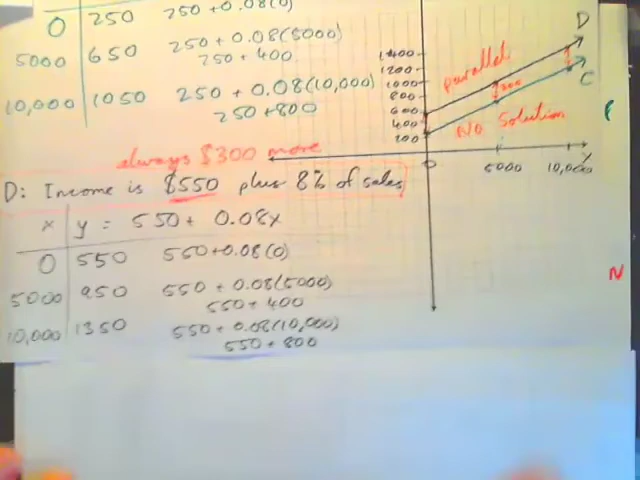 0 250 250 + 0.08(0)
5000 650 250 + 0.08(5000)
250 + 400
10,000 1050 250 + 0.08(10,000)
250 + 800
always $300 more
D: Income is $550 plus 8% of sales
x y = 550 + 0.08x
0 550 550 + 0.08(0)
5000 950 550 + 0.08(5000)
550 + 400
10,000 1350 550 + 0.08(10,000)
550 + 800
D
C
1400
1200
1000
800
600
400
200
parallel
300
No Solution
0
5000
10,000
x
N